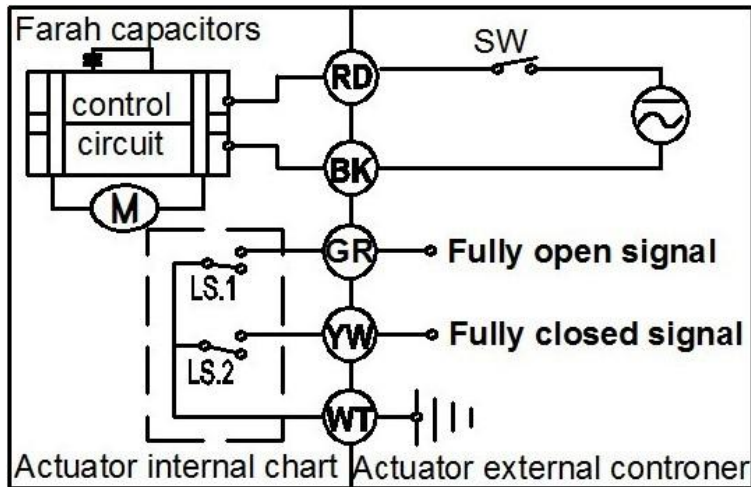 Farah capacitors
SW
RD
control
circuit
BK
M
GR
Fully open signal
LS.1
YW
Fully closed signal
LS.2
WT
Actuator internal chart
Actuator external controner